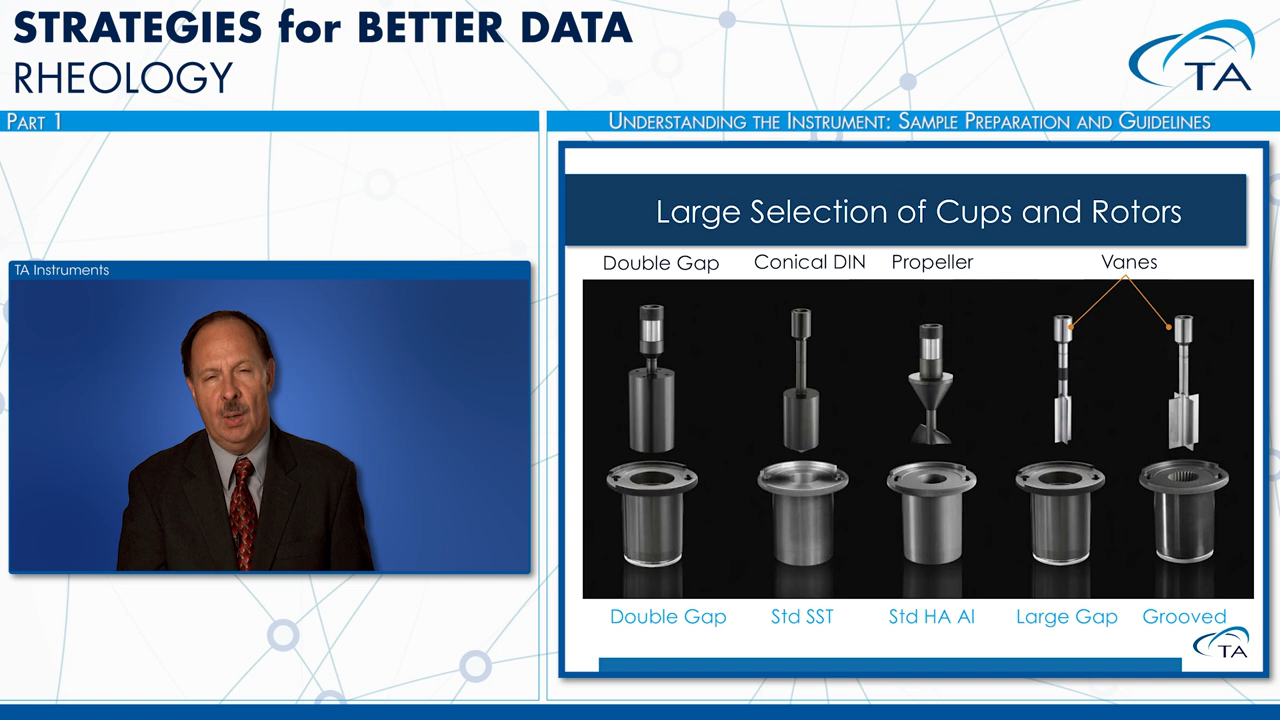 STRATEGIES for BETTER DATA
RHEOLOGY
TA
PART 1
UNDERSTANDING THE INSTRUMENT: SAMPLE PREPARATION AND GUIDELINES
TA Instruments
Large Selection of Cups and Rotors
Double Gap Conical DIN Propeller Vanes
Double Gap Std SST Std HA Al Large Gap Grooved
TA